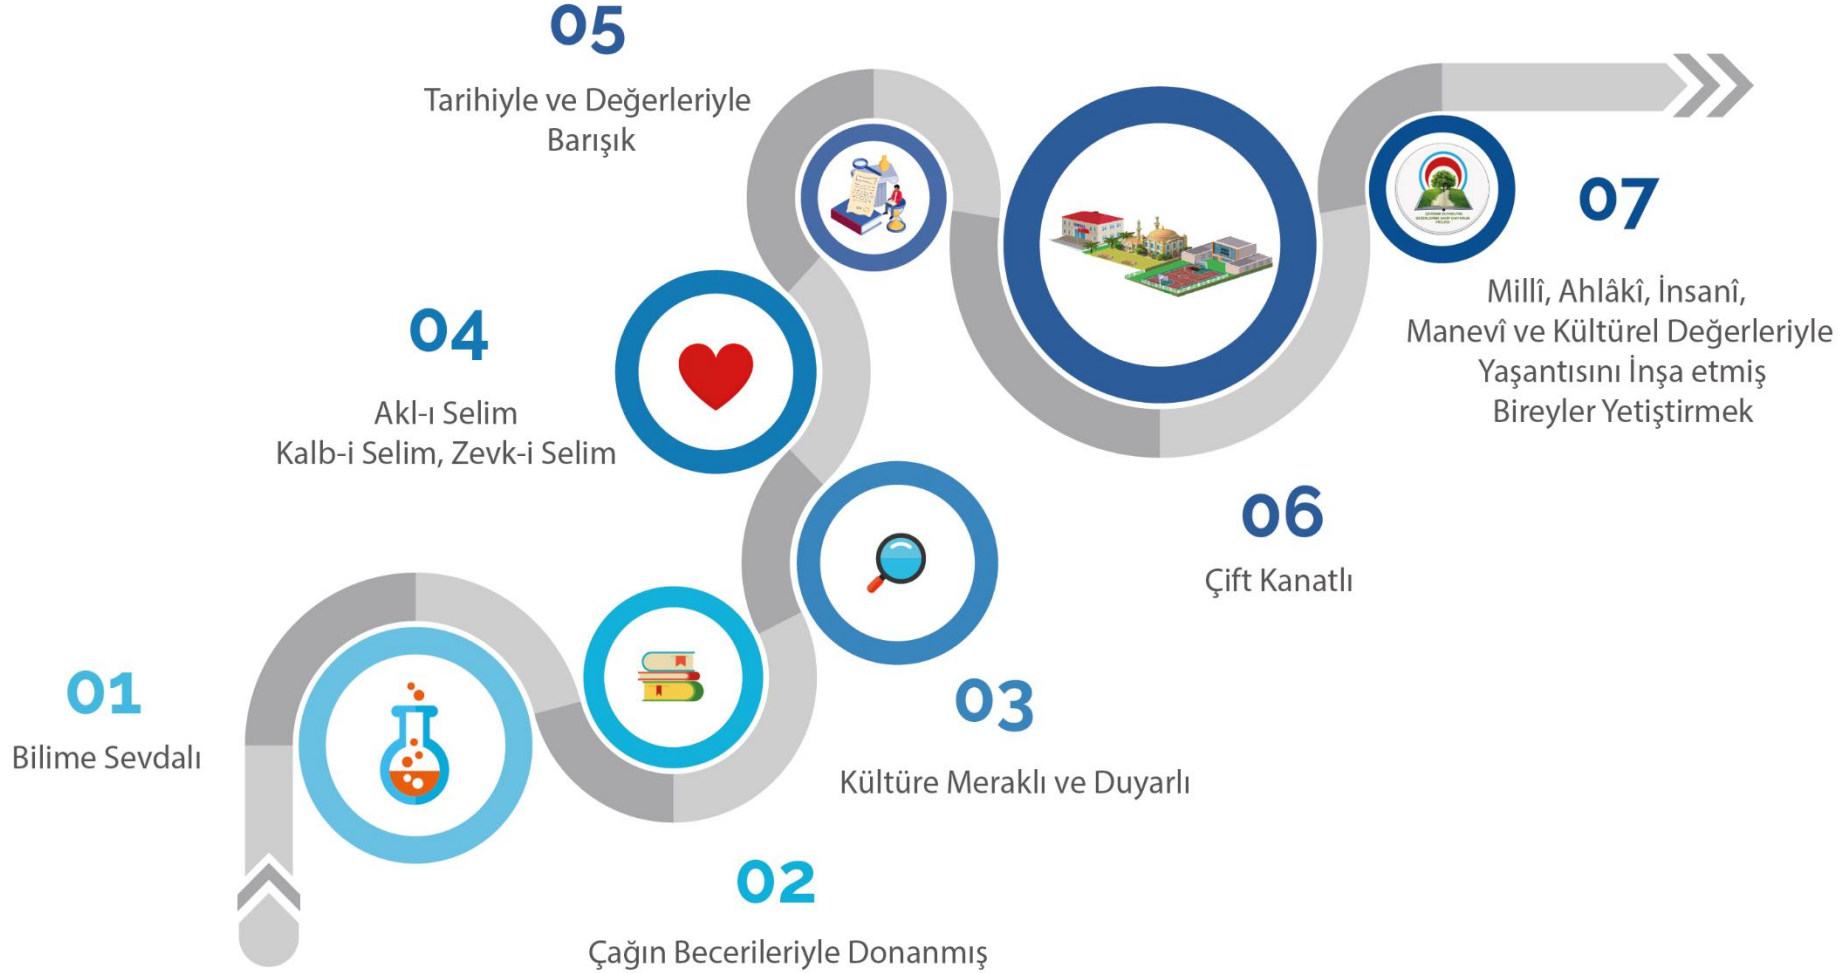 01
Bilime Sevdalı
02
Çağın Becerileriyle Donanmış
03
Kültüre Meraklı ve Duyarlı
04
Akl-ı Selim
Kalb-i Selim, Zevk-i Selim
05
Tarihiyle ve Değerleriyle
Barışık
06
Çift Kanatlı
07
Millî, Ahlâkî, İnsanî,
Manevî ve Kültürel Değerleriyle
Yaşantısını İnşa etmiş
Bireyler Yetiştirmek